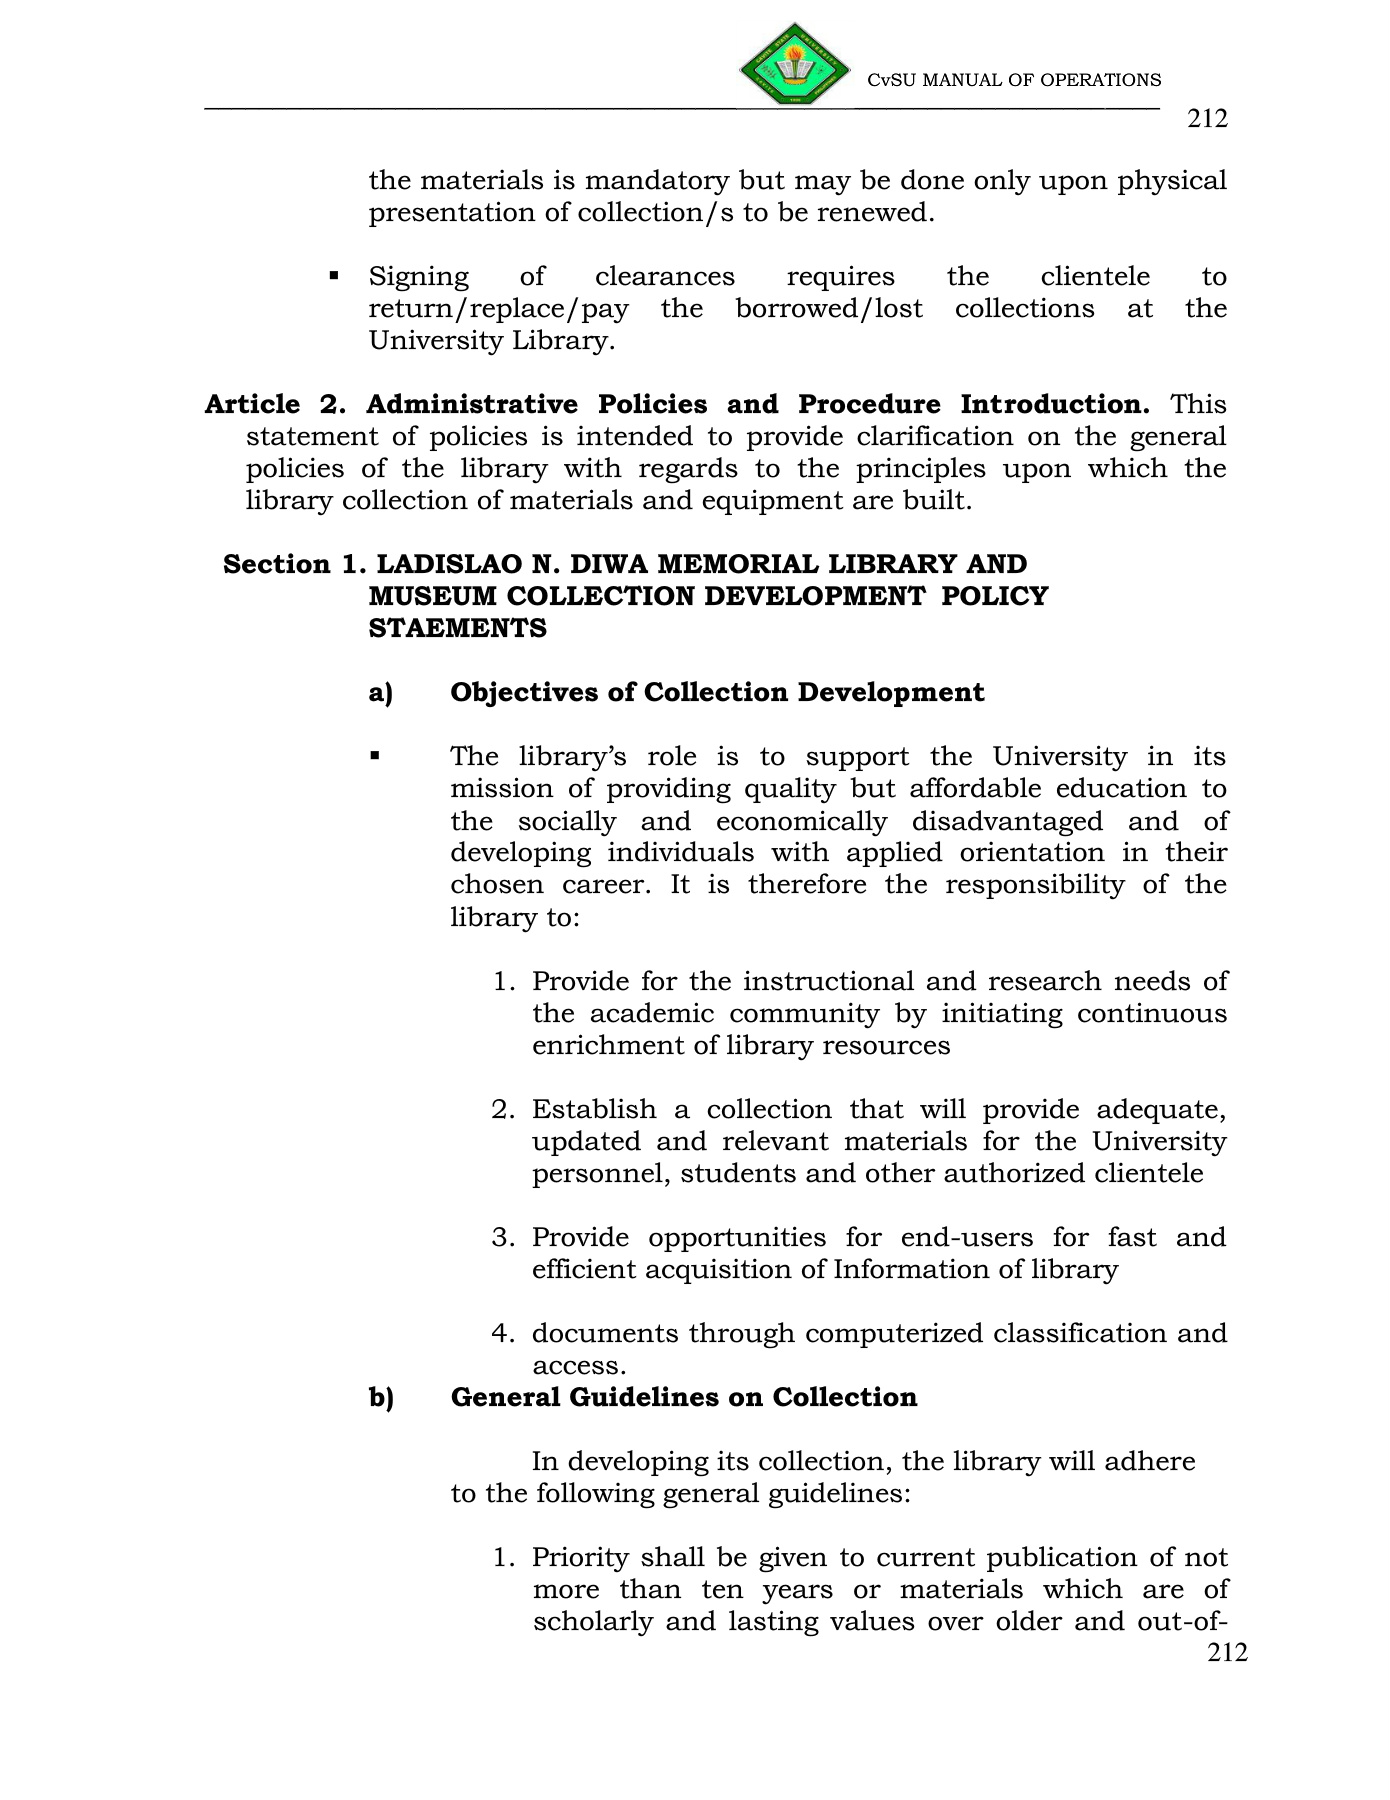 CvSU MANUAL OF OPERATIONS
212
the materials is mandatory but may be done only upon physical
presentation of collection/s to be renewed.
▪ Signing of clearances requires the clientele to
return/replace/pay the borrowed/lost collections at the
University Library.
Article 2. Administrative Policies and Procedure Introduction. This
statement of policies is intended to provide clarification on the general
policies of the library with regards to the principles upon which the
library collection of materials and equipment are built.
Section 1. LADISLAO N. DIWA MEMORIAL LIBRARY AND
MUSEUM COLLECTION DEVELOPMENT POLICY
STAEMENTS
a) Objectives of Collection Development
▪ The library’s role is to support the University in its
mission of providing quality but affordable education to
the socially and economically disadvantaged and of
developing individuals with applied orientation in their
chosen career. It is therefore the responsibility of the
library to:
1. Provide for the instructional and research needs of
the academic community by initiating continuous
enrichment of library resources
2. Establish a collection that will provide adequate,
updated and relevant materials for the University
personnel, students and other authorized clientele
3. Provide opportunities for end-users for fast and
efficient acquisition of Information of library
4. documents through computerized classification and
access.
b) General Guidelines on Collection
In developing its collection, the library will adhere
to the following general guidelines:
1. Priority shall be given to current publication of not
more than ten years or materials which are of
scholarly and lasting values over older and out-of-
212